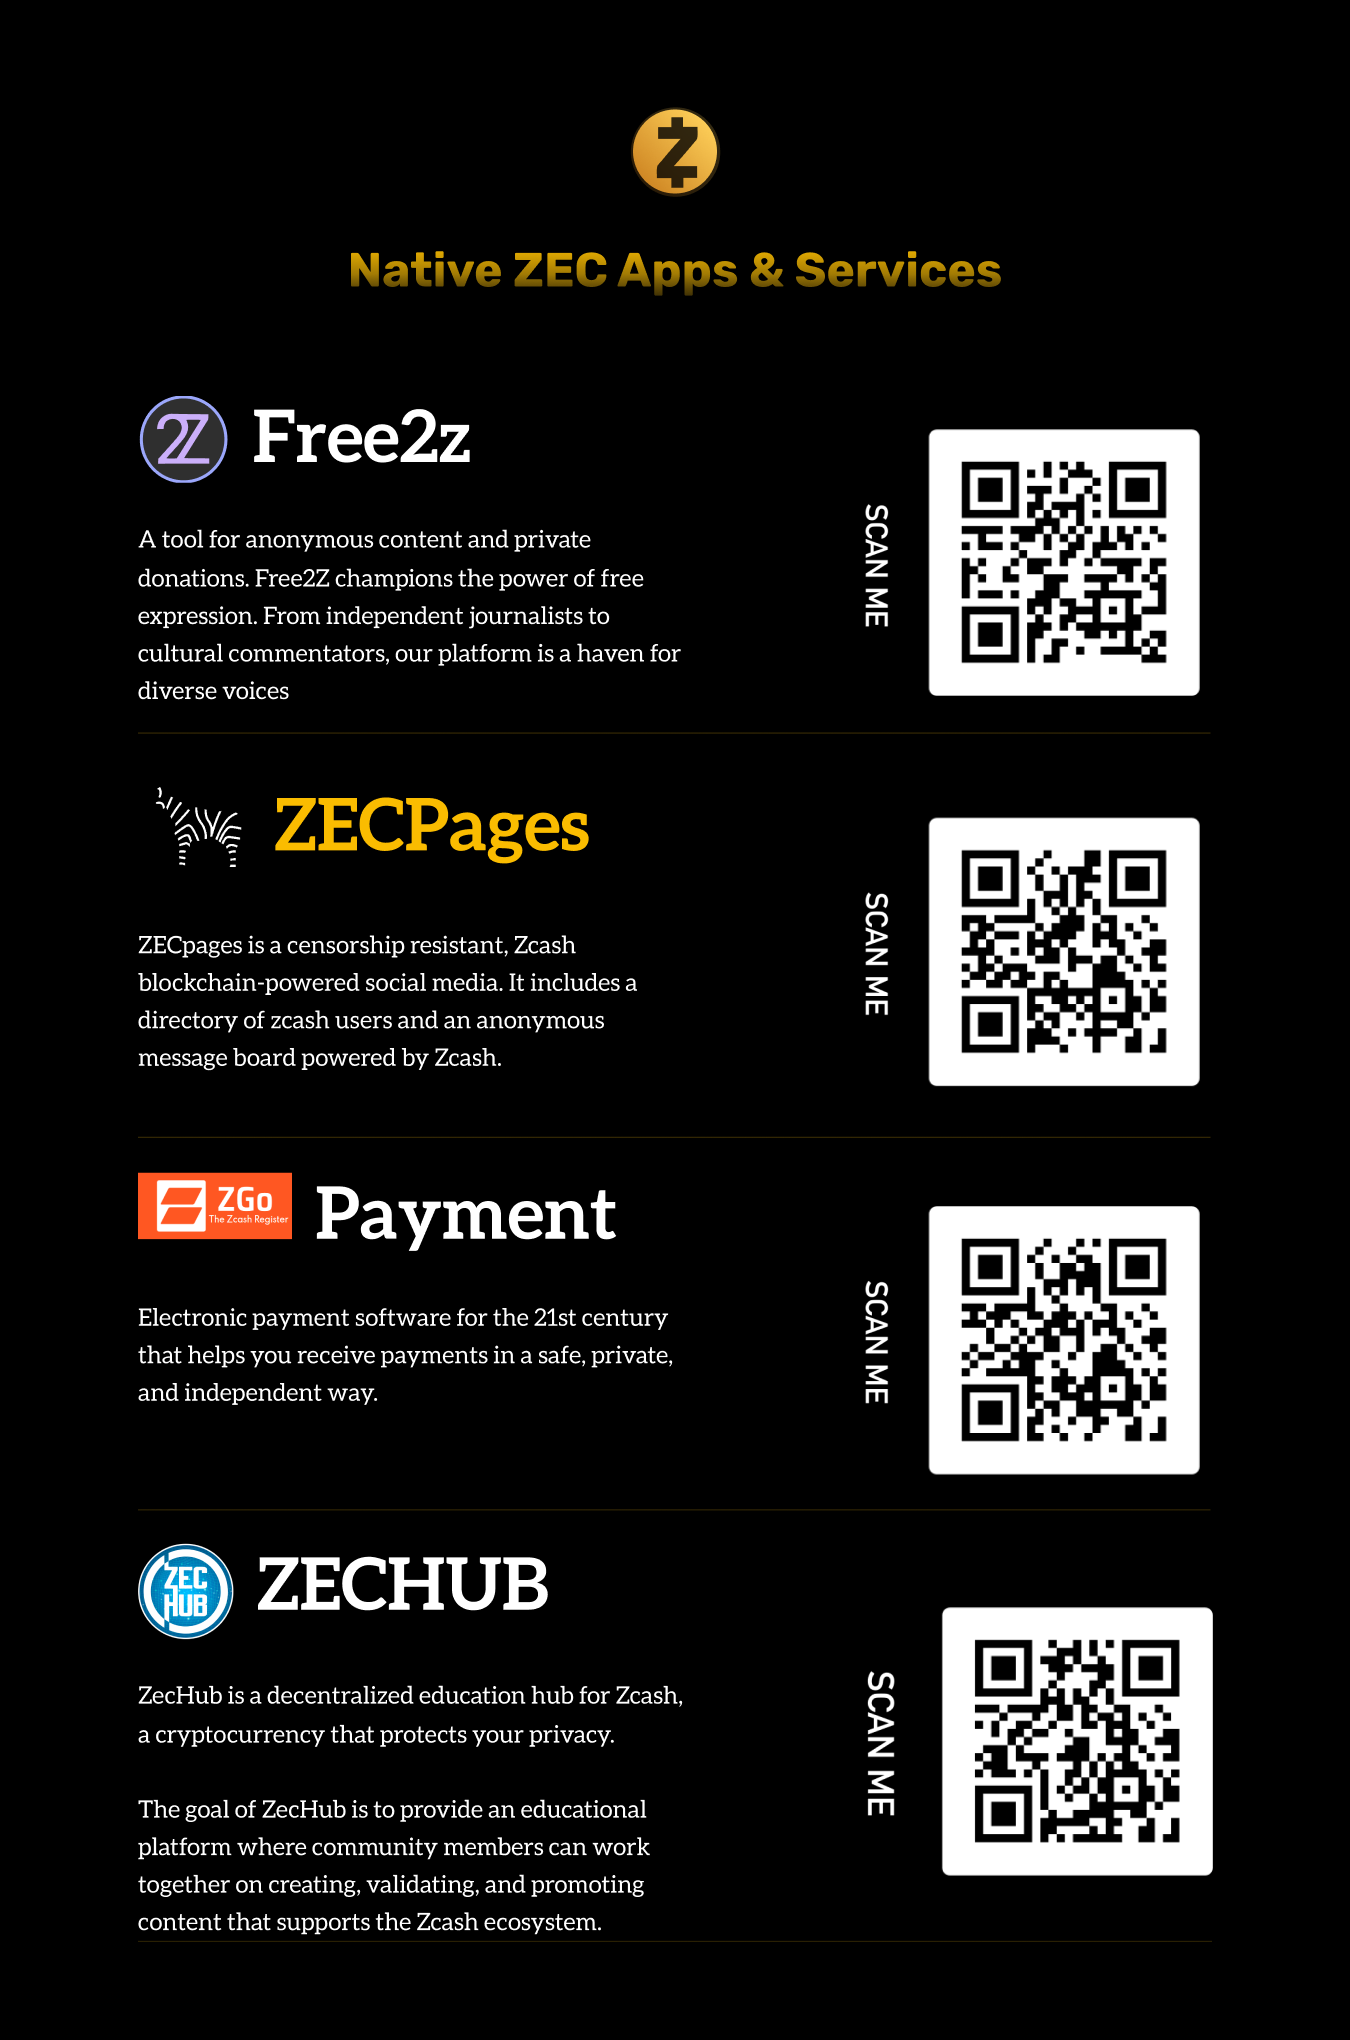 Native ZEC Apps & Services
2Z
Free2z
A tool for anonymous content and private
donations. Free2Z champions the power of free
expression. From independent journalists to
cultural commentators, our platform is a haven for
diverse voices
SCAN ME
ZECPages
ZECpages is a censorship resistant, Zcash
blockchain-powered social media. It includes a
directory of zcash users and an anonymous
message board powered by Zcash.
SCAN ME
ZGo
The Zcash Register
Payment
Electronic payment software for the 21st century
that helps you receive payments in a safe, private,
and independent way.
SCAN ME
ZEC
HUB
ZECHUB
ZecHub is a decentralized education hub for Zcash,
a cryptocurrency that protects your privacy.
The goal of ZecHub is to provide an educational
platform where community members can work
together on creating, validating, and promoting
content that supports the Zcash ecosystem.
SCAN ME